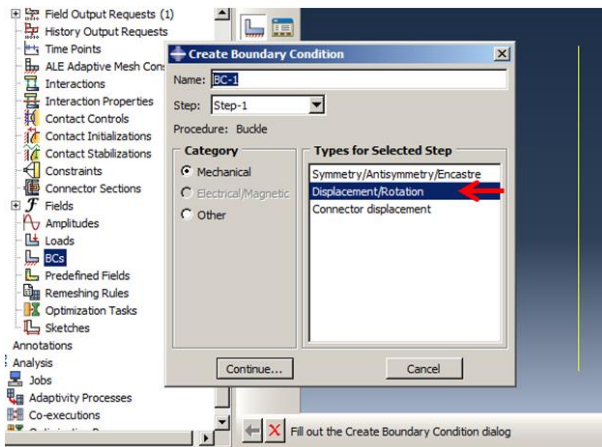 Field Output Requests (1)
History Output Requests
Time Points
ALE Adaptive Mesh Cons
Interactions
Interaction Properties
Contact Controls
Contact Initializations
Contact Stabilizations
Constraints
Connector Sections
Fields
Amplitudes
Loads
BCs
Predefined Fields
Remeshing Rules
Optimization Tasks
Sketches
Annotations
Analysis
Jobs
Adaptivity Processes
Co-executions
Create Boundary Condition
Name: BC-1
Step: Step-1
Procedure: Buckle
Category
Mechanical
Electrical/Magnetic
Other
Types for Selected Step
Symmetry/Antisymmetry/Encastre
Displacement/Rotation
Connector displacement
Continue...
Cancel
Fill out the Create Boundary Condition dialog